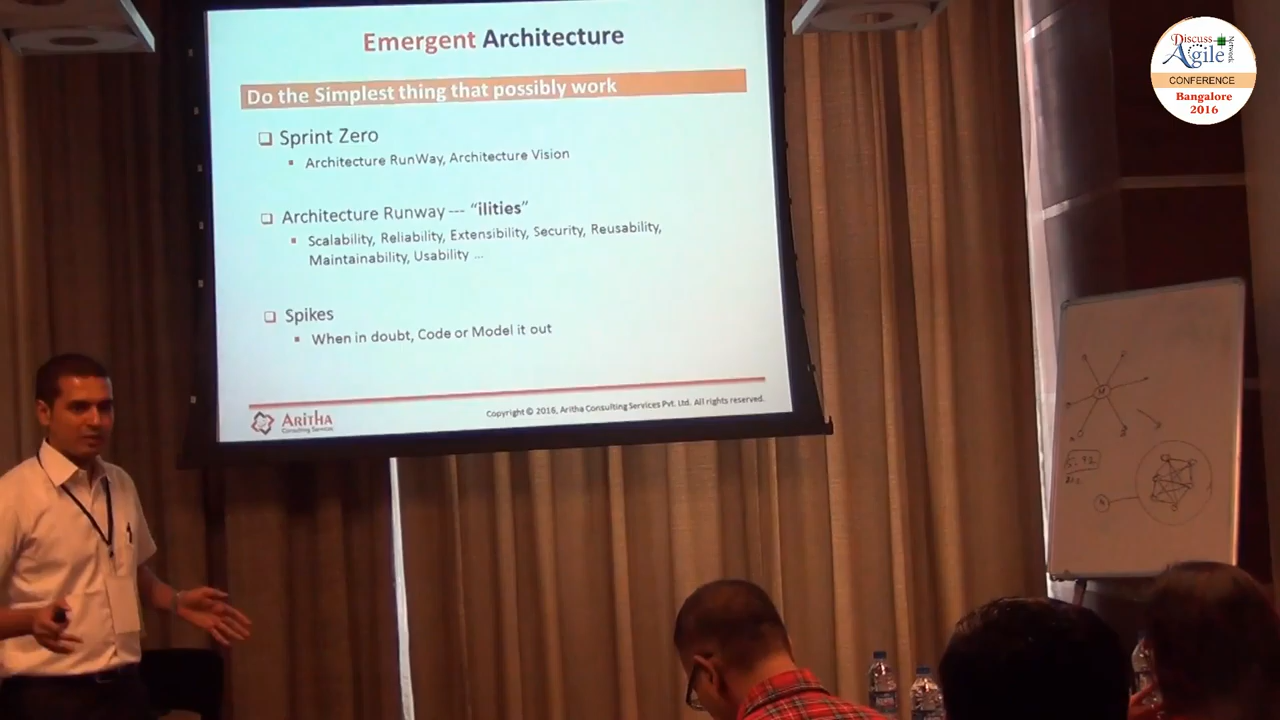 Emergent Architecture
Do the Simplest thing that possibly work
Sprint Zero
Architecture RunWay, Architecture Vision
Architecture Runway --- “ilities”
Scalability, Reliability, Extensibility, Security, Reusability,
Maintainability, Usability ...
Spikes
When in doubt, Code or Model it out
ARITHA
Consulting Services
Copyright © 2016, Aritha Consulting Services Pvt. Ltd. All rights reserved.
Discuss
Agile
Network
CONFERENCE
Bangalore
2016